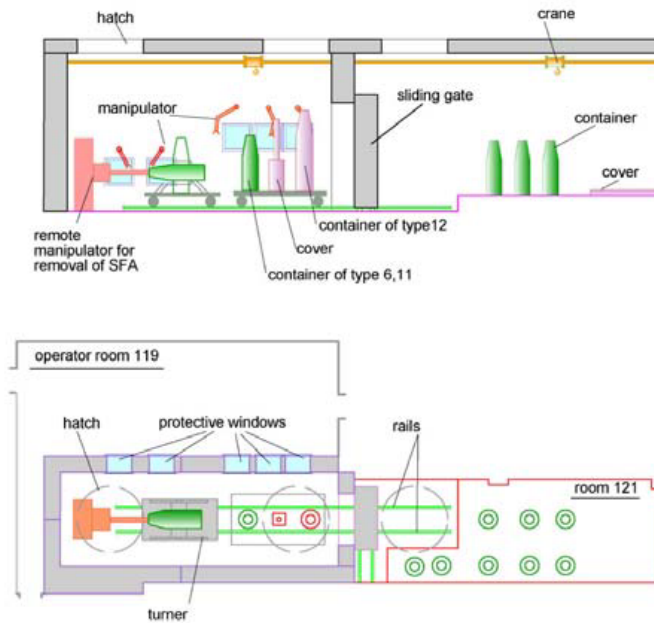 hatch
crane
manipulator
sliding gate
container
cover
remote
manipulator for
removal of SFA
container of type12
cover
container of type 6,11
operator room 119
hatch
protective windows
rails
room 121
turner